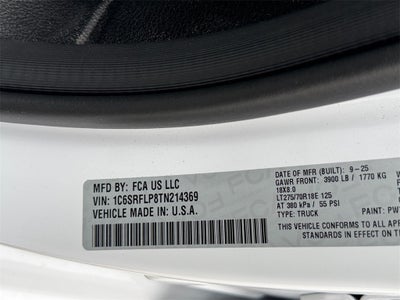 MFD BY: FCA US LLC
VIN: 1C6SRFLP8TN214369
VEHICLE MADE IN U.S.A.
DATE OF MFR (BUILT): 9-25
GAWR FRONT: 3900 LB / 1770 KG
18X8.0
LT275/70R18E 125
AT 380 kPa / 55 PSI
TYPE: TRUCK
PAINT: PW
THIS VEHICLE CONFORMS TO ALL APP
STANDARDS IN EFFECT ON T